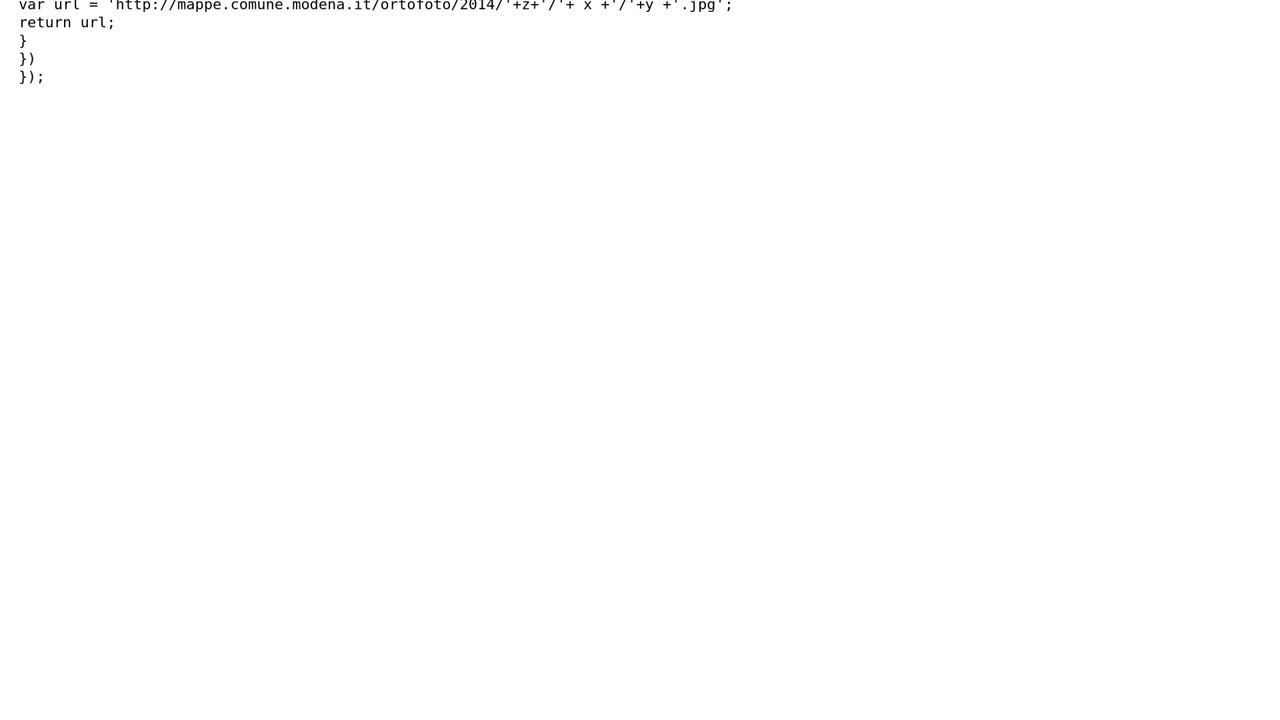 var url = 'http://mappe.comune.modena.it/ortofoto/2014/'+z+'/'+ x +'/'+y +'.jpg';
return url;
}
})
});